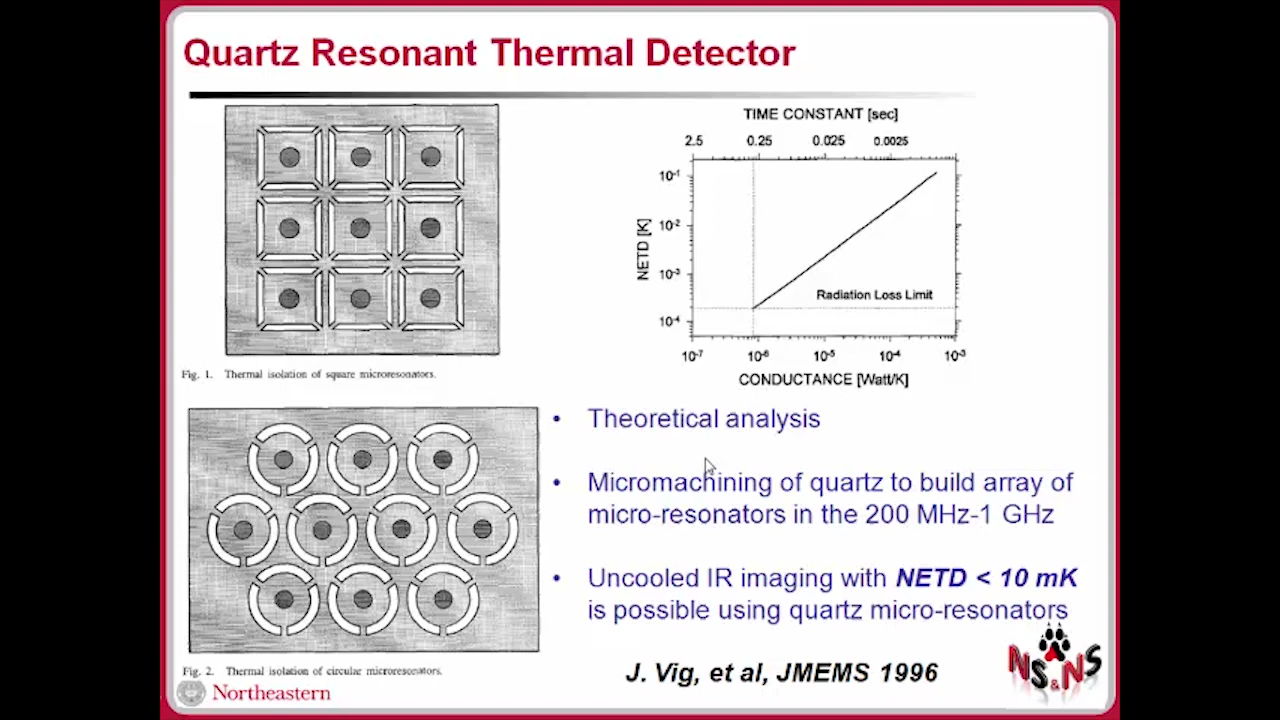 Quartz Resonant Thermal Detector
Fig. 1. Thermal isolation of square microresonators.
Fig. 2. Thermal isolation of circular microresonators.
TIME CONSTANT [sec]
2.5 0.25 0.025 0.0025
NETD [K]
10⁻¹
10⁻²
10⁻³
10⁻⁴
Radiation Loss Limit
10⁻⁷ 10⁻⁶ 10⁻⁵ 10⁻⁴ 10⁻³
CONDUCTANCE [Watt/K]
• Theoretical analysis
• Micromachining of quartz to build array of
micro-resonators in the 200 MHz-1 GHz
• Uncooled IR imaging with NETD < 10 mK
is possible using quartz micro-resonators
J. Vig, et al, JMEMS 1996
Northeastern
NS&NS